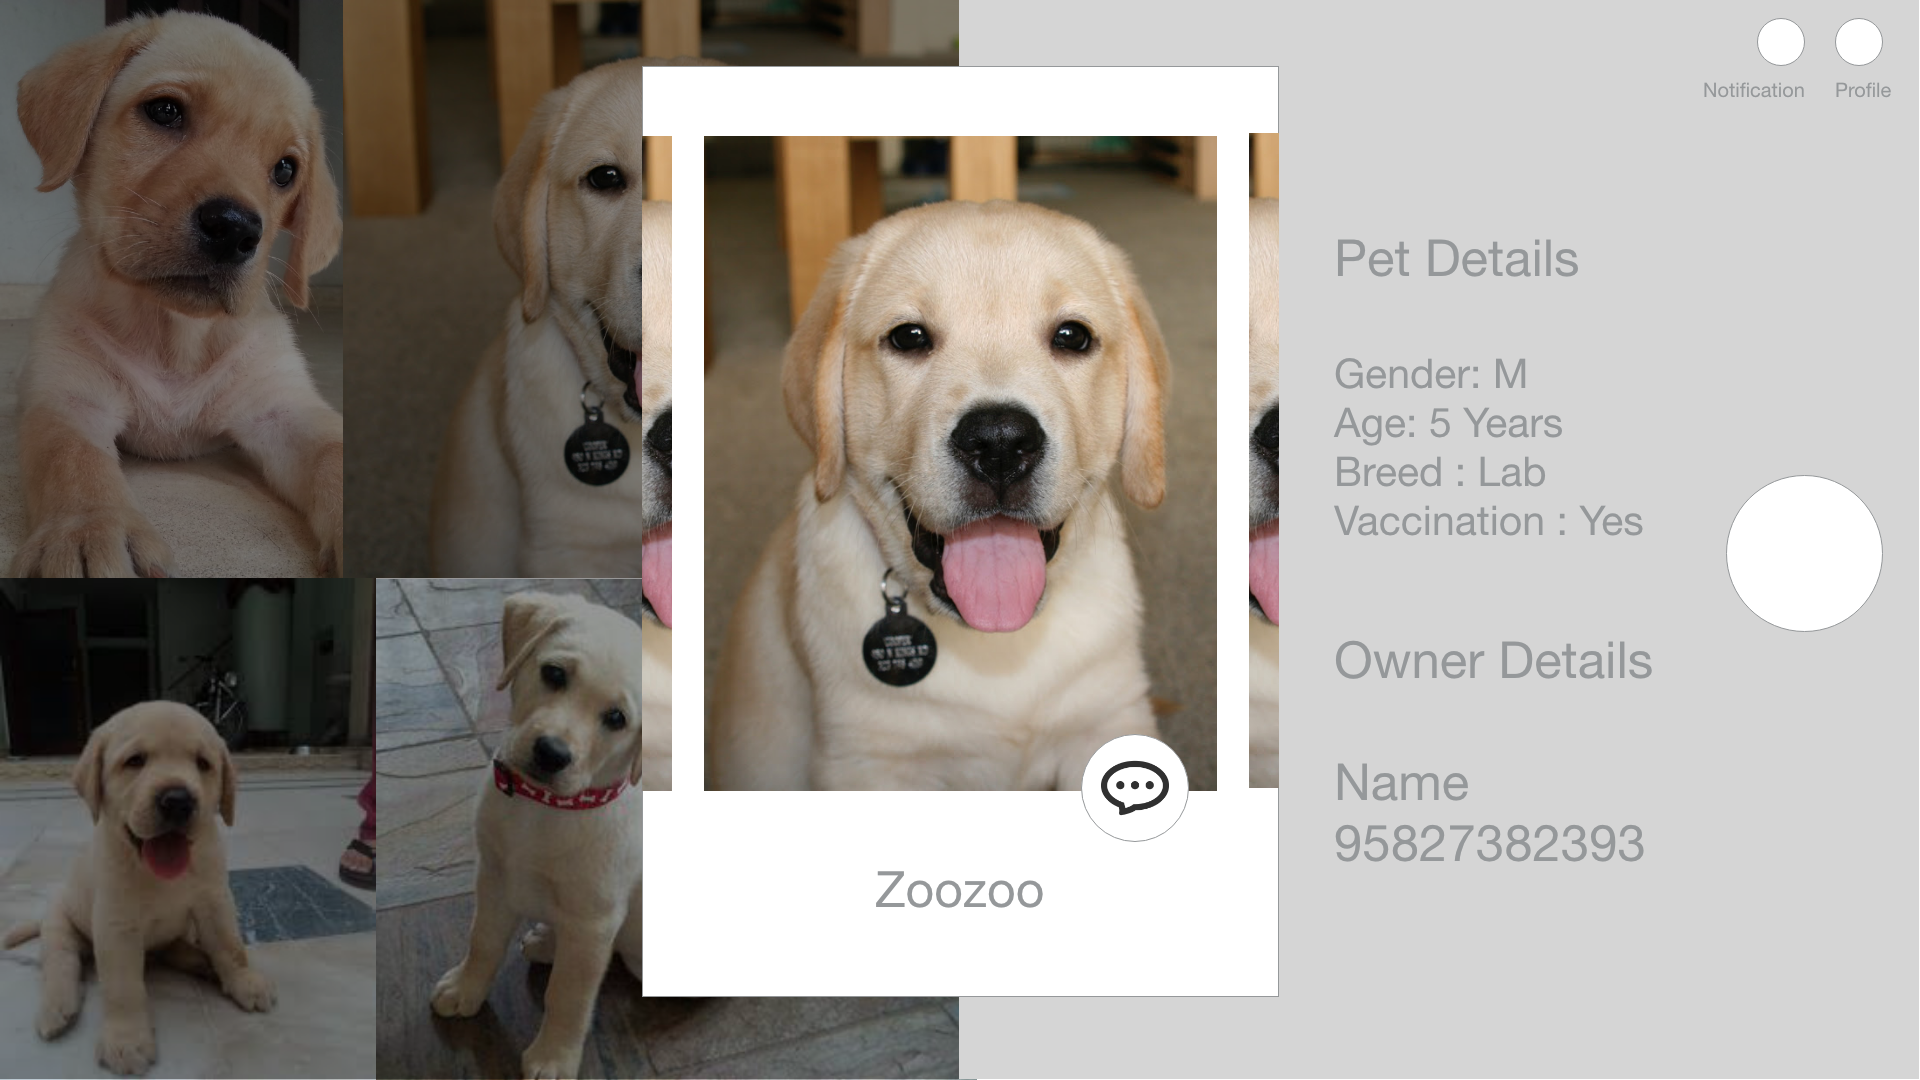 Notification
Profile
Pet Details
Gender: M
Age: 5 Years
Breed : Lab
Vaccination : Yes
Owner Details
Name
95827382393
Zoozoo